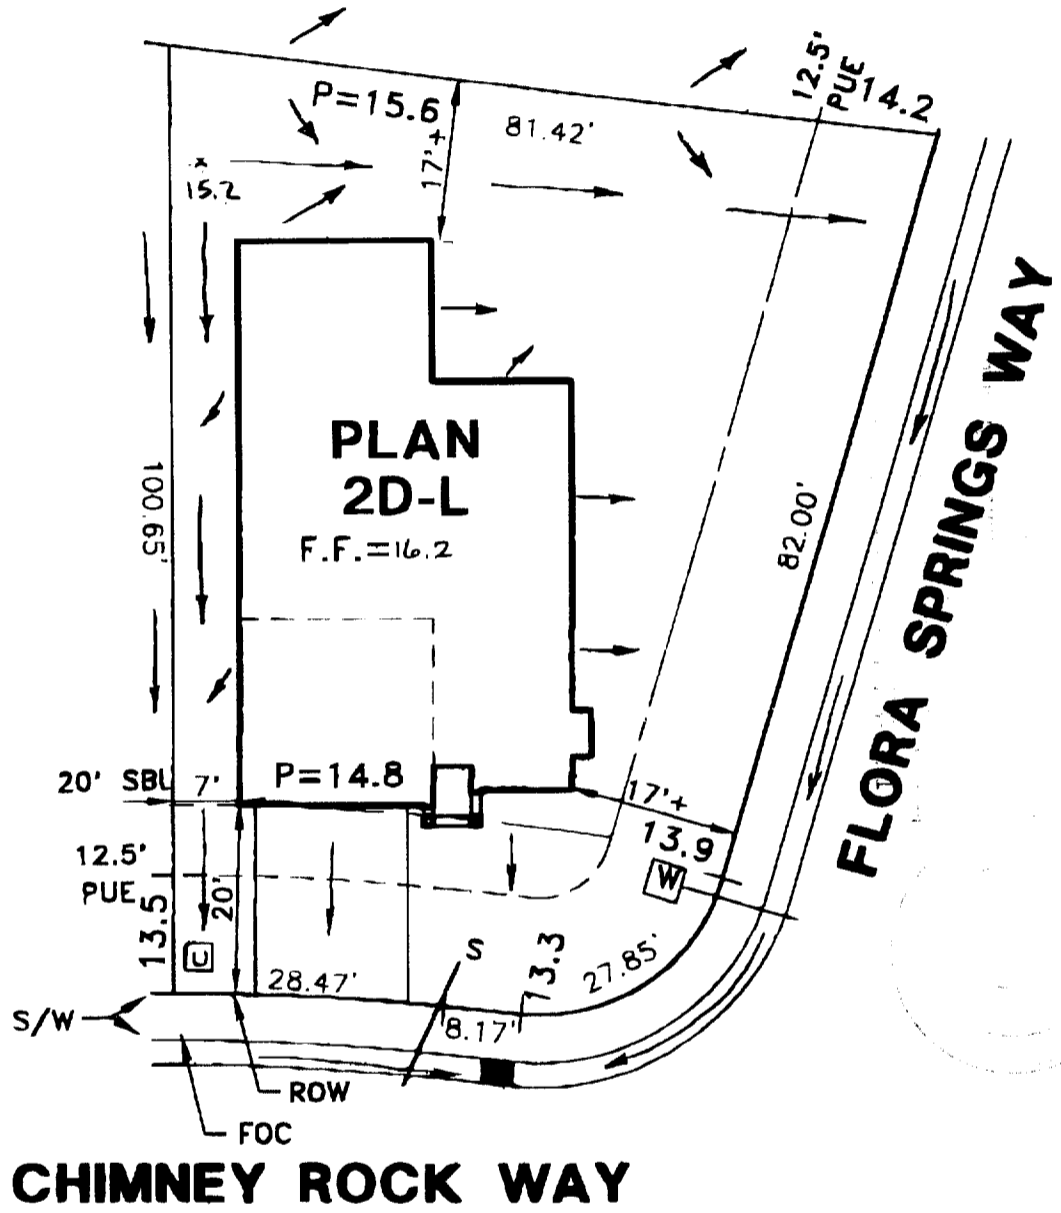 12.5'
PUE
14.2
P=15.6
17'+
81.42'
15.2
PLAN
2D-L
F.F.=16.2
100.65'
82.00'
FLORA SPRINGS WAY
20' SBL
7'
P=14.8
17'+
13.9
W
12.5'
PUE
13.5
20'
C
S
13.3
27.85'
28.47'
8.17'
S/W
ROW
FOC
CHIMNEY ROCK WAY